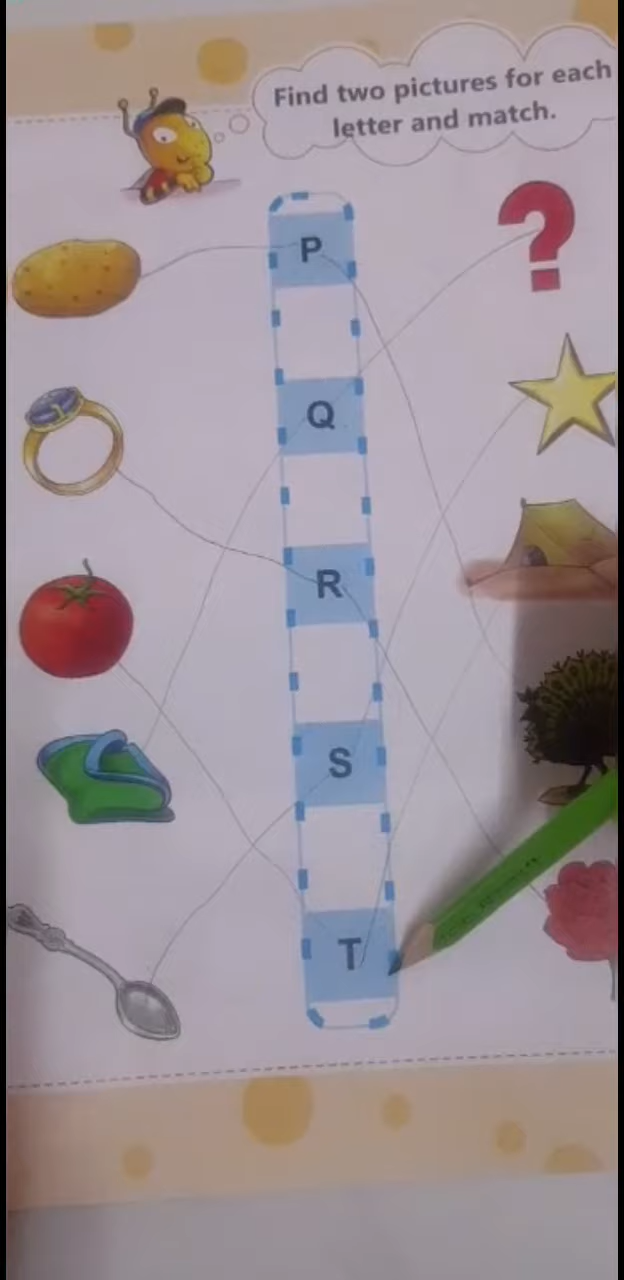 Find two pictures for each
letter and match.
P
Q
R
S
T